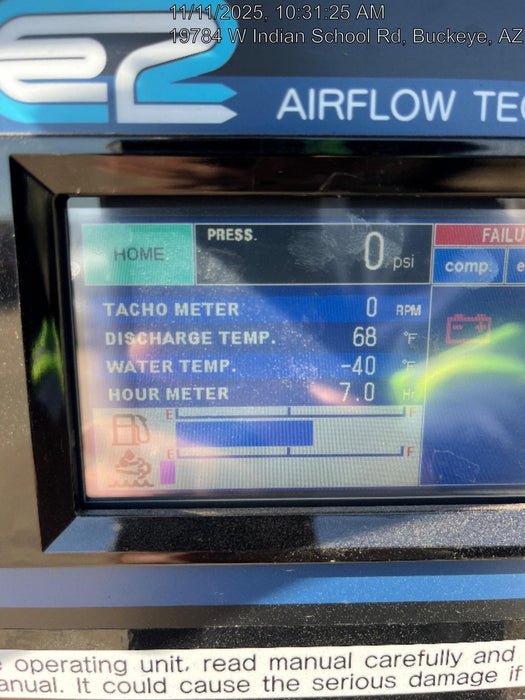 11/11/2025, 10:31:25 AM
19784 W Indian School Rd, Buckeye, AZ
e2
AIRFLOW TEC
HOME
PRESS. 0 psi
FAILU
comp.
TACHO METER 0 RPM
DISCHARGE TEMP. 68 °F
WATER TEMP. -40 °F
HOUR METER 7.0 Hr
E F
E F
operating unit, read manual carefully and
anual. It could cause the serious damage if